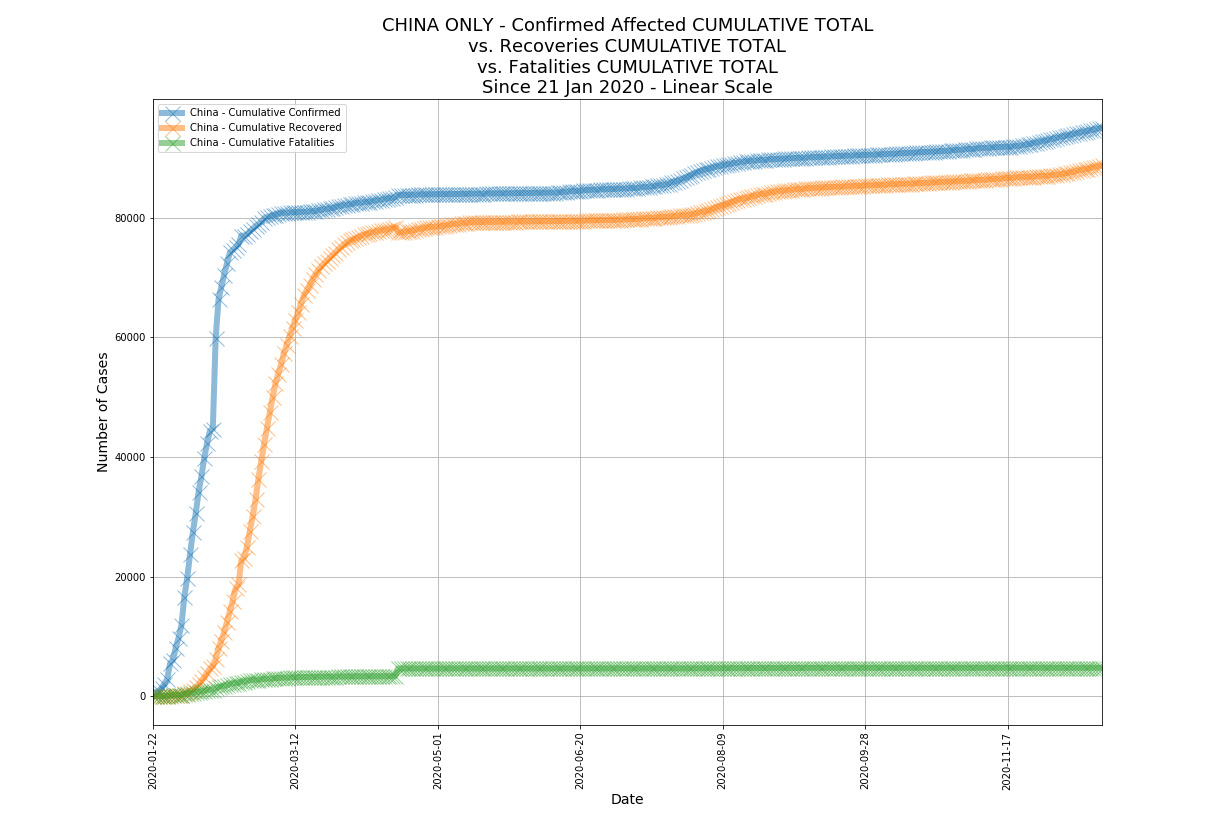 CHINA ONLY - Confirmed Affected CUMULATIVE TOTAL
vs. Recoveries CUMULATIVE TOTAL
vs. Fatalities CUMULATIVE TOTAL
Since 21 Jan 2020 - Linear Scale
China - Cumulative Confirmed
China - Cumulative Recovered
China - Cumulative Fatalities
Number of Cases
80000
60000
40000
20000
0
2020-01-22
2020-03-12
2020-05-01
2020-06-20
2020-08-09
2020-09-28
2020-11-17
Date